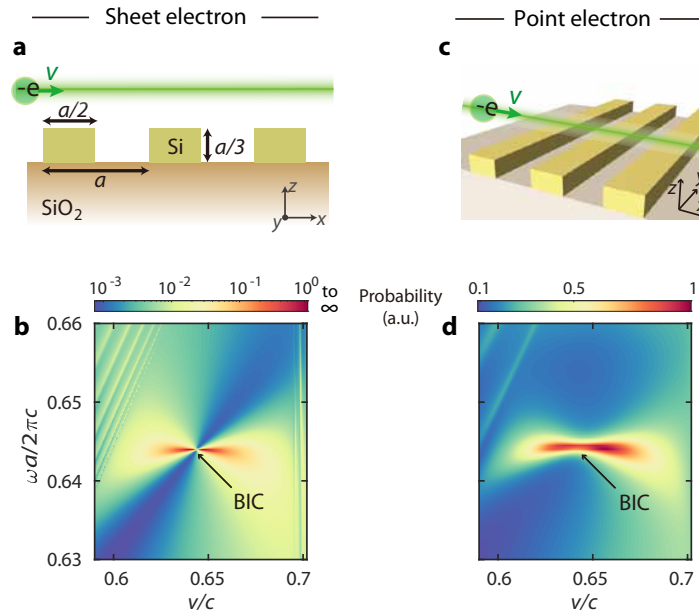 Sheet electron
Point electron
a
-e
v
a/2
Si
a/3
a
SiO2
z
y
x
c
-e
v
z
y
10⁻³ 10⁻² 10⁻¹ 10⁰ to ∞
Probability (a.u.)
0.1 0.5 1
b
0.66
0.65
0.64
0.63
ωa/2πc
BIC
0.6 0.65 0.7
v/c
d
BIC
0.6 0.65 0.7
v/c